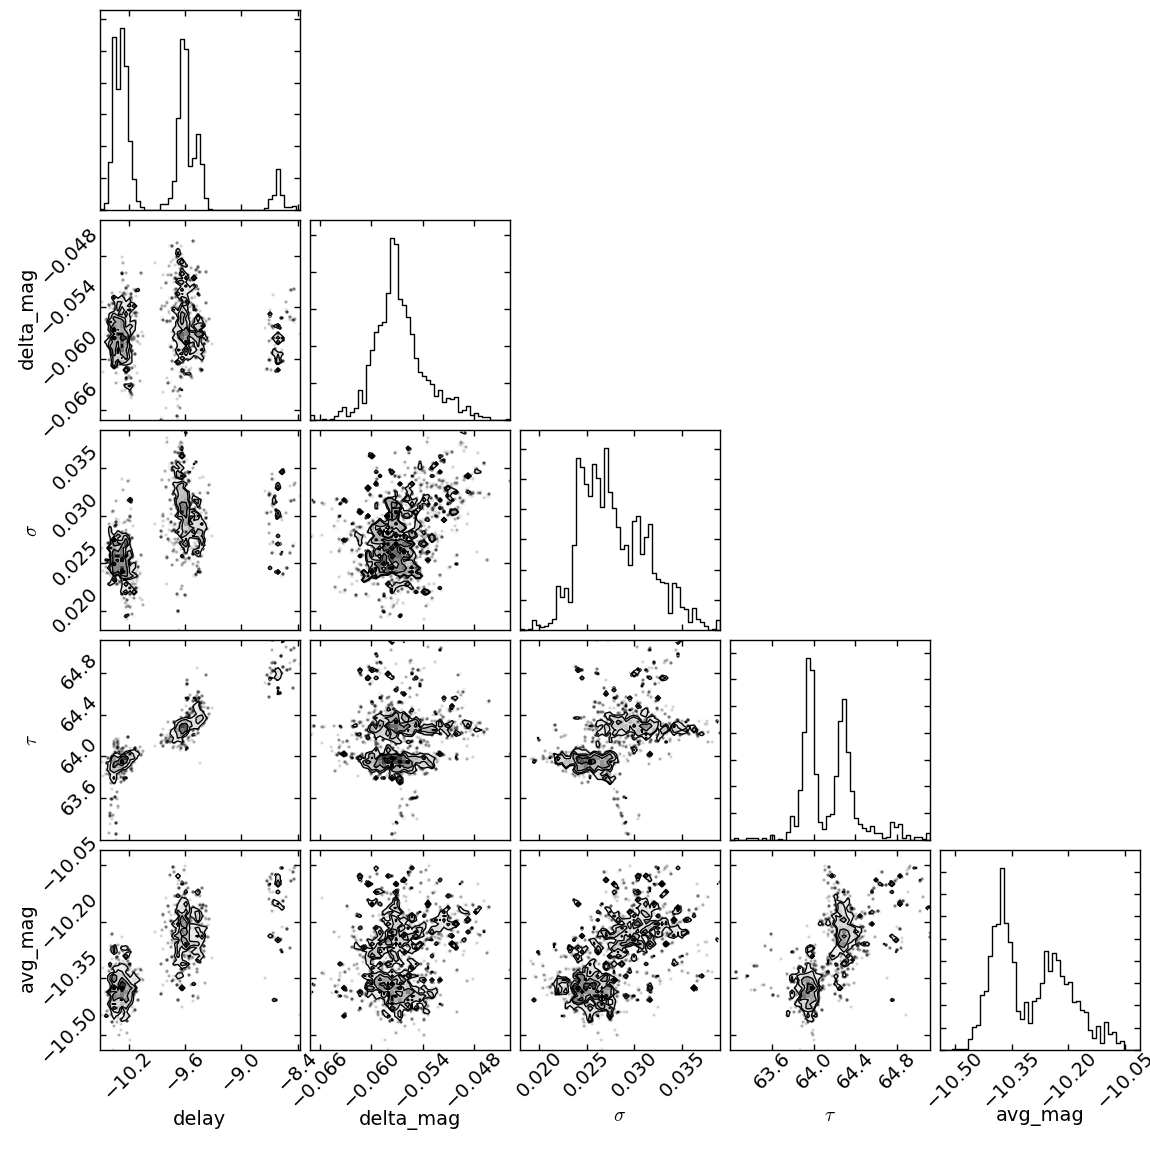 −0.048
−0.054
−0.060
−0.066
delta_mag
0.035
0.030
0.025
0.020
σ
64.8
64.4
64.0
63.6
τ
−10.05
−10.20
−10.35
−10.50
avg_mag
−10.2 −9.6 −9.0 −8.4
−0.066 −0.060 −0.054 −0.048
0.020 0.025 0.030 0.035
63.6 64.0 64.4 64.8
−10.50 −10.35 −10.20 −10.05
delay delta_mag σ τ avg_mag